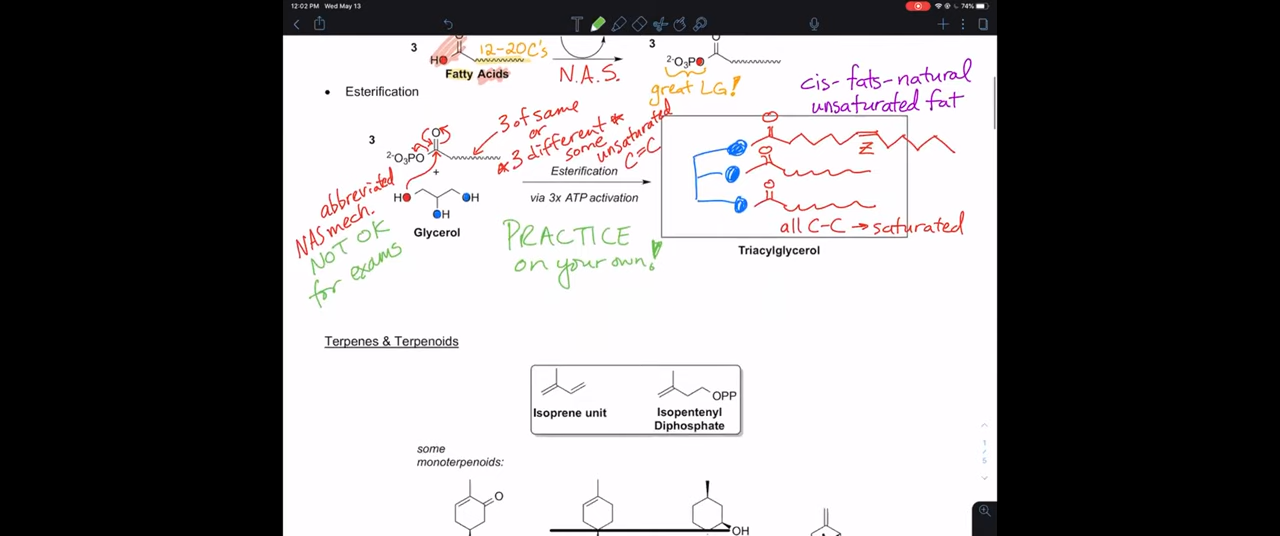 12:02 PM Wed May 13
74%
3
HO
12-20C's
Fatty Acids
N.A.S.
3
2-O3PO
great LG!
cis-fats-natural
unsaturated fat
• Esterification
3
O
2-O3PO
+
HO
OH
OH
Glycerol
abbreviated
NAS mech.
NOT OK
for exams
3 of same
or
* 3 different *
some
unsaturated
C=C
Esterification
via 3x ATP activation
PRACTICE
on your own!
O
O
O
Z
all C-C → saturated
Triacylglycerol
Terpenes & Terpenoids
Isoprene unit
OPP
Isopentenyl
Diphosphate
some
monoterpenoids:
O
OH
1
/
5